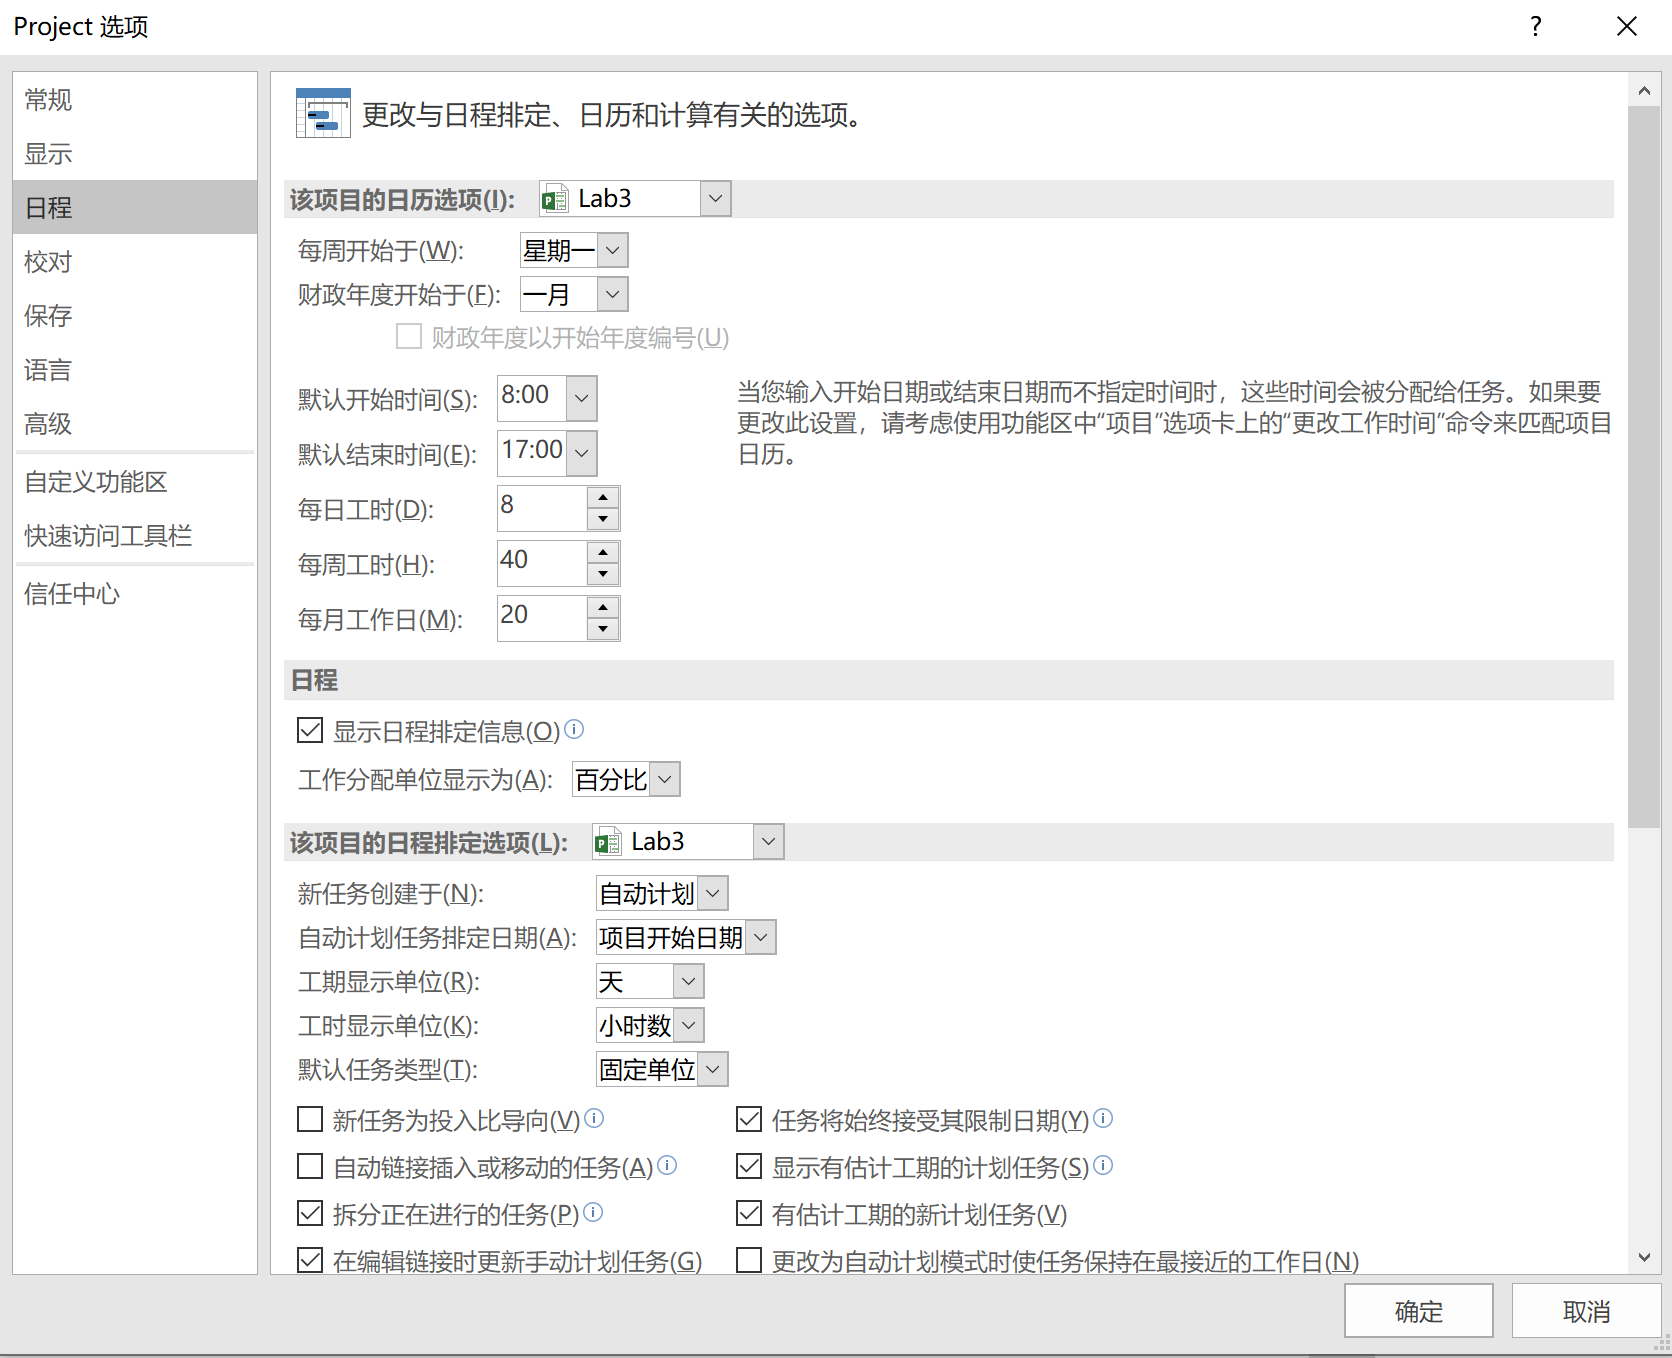 Project 选项
?
常规
显示
日程
校对
保存
语言
高级
自定义功能区
快速访问工具栏
信任中心
更改与日程排定、日历和计算有关的选项。
该项目的日历选项(I): Lab3
每周开始于(W): 星期一
财政年度开始于(F): 一月
财政年度以开始年度编号(U)
默认开始时间(S): 8:00
默认结束时间(E): 17:00
当您输入开始日期或结束日期而不指定时间时，这些时间会被分配给任务。如果要
更改此设置，请考虑使用功能区中“项目”选项卡上的“更改工作时间”命令来匹配项目
日历。
每日工时(D): 8
每周工时(H): 40
每月工作日(M): 20
日程
显示日程排定信息(O)
工作分配单位显示为(A): 百分比
该项目的日程排定选项(L): Lab3
新任务创建于(N): 自动计划
自动计划任务排定日期(A): 项目开始日期
工期显示单位(R): 天
工时显示单位(K): 小时数
默认任务类型(T): 固定单位
新任务为投入比导向(V) 任务将始终接受其限制日期(Y)
自动链接插入或移动的任务(A) 显示有估计工期的计划任务(S)
拆分正在进行的任务(P) 有估计工期的新计划任务(V)
在编辑链接时更新手动计划任务(G) 更改为自动计划模式时使任务保持在最接近的工作日(N)
确定 取消